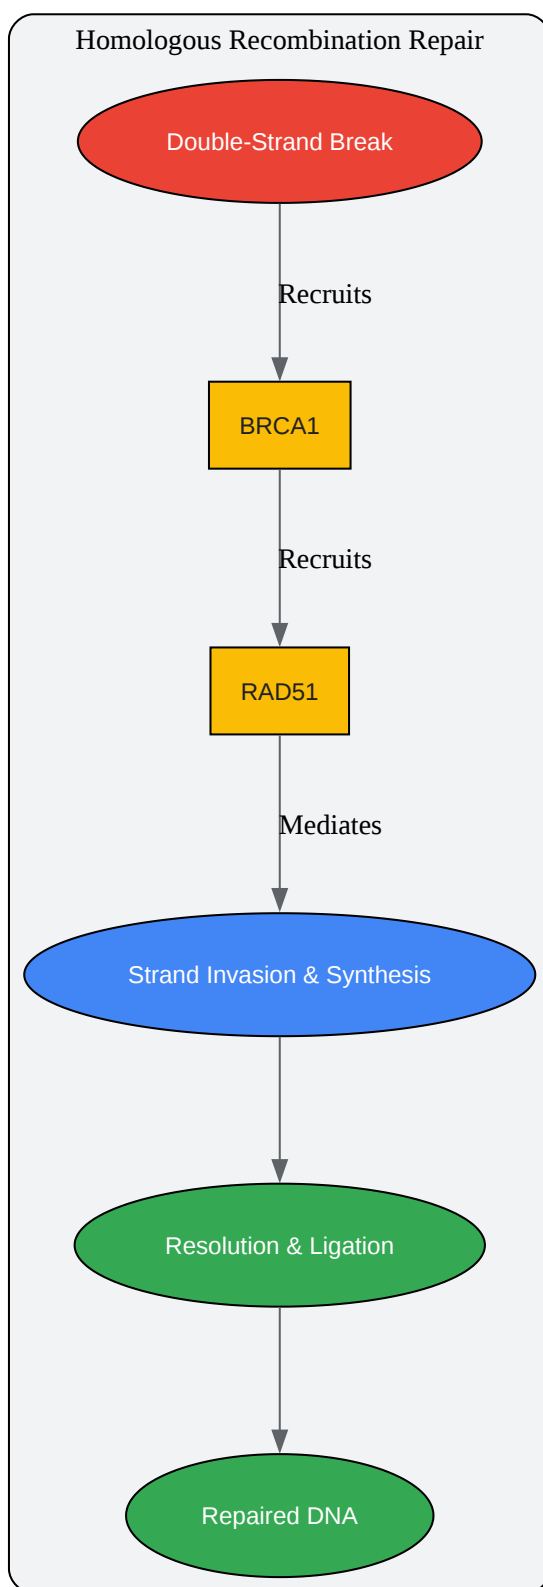 Homologous Recombination Repair
Double-Strand Break
Recruits
BRCA1
Recruits
RAD51
Mediates
Strand Invasion & Synthesis
Resolution & Ligation
Repaired DNA